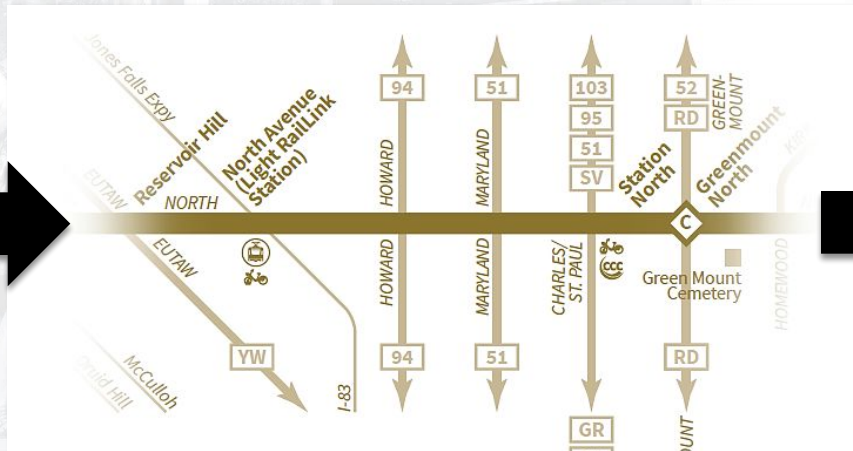 Jones Falls Expy
Reservoir Hill
North Avenue
(Light RailLink
Station)
EUTAW
NORTH
EUTAW
YW
McCulloh
Druid Hill
I-83
94
HOWARD
HOWARD
94
51
MARYLAND
MARYLAND
51
103
95
51
SV
CHARLES/
ST. PAUL
CCC
GR
Station
North
52
RD
GREEN-
MOUNT
Greenmount
North
C
Green Mount
Cemetery
RD
HOMEWOOD